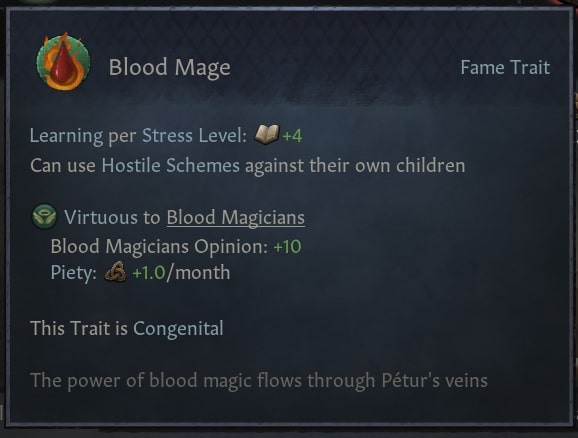 Blood Mage
Fame Trait
Learning per Stress Level: +4
Can use Hostile Schemes against their own children
Virtuous to Blood Magicians
Blood Magicians Opinion: +10
Piety: +1.0/month
This Trait is Congenital
The power of blood magic flows through Pétur's veins